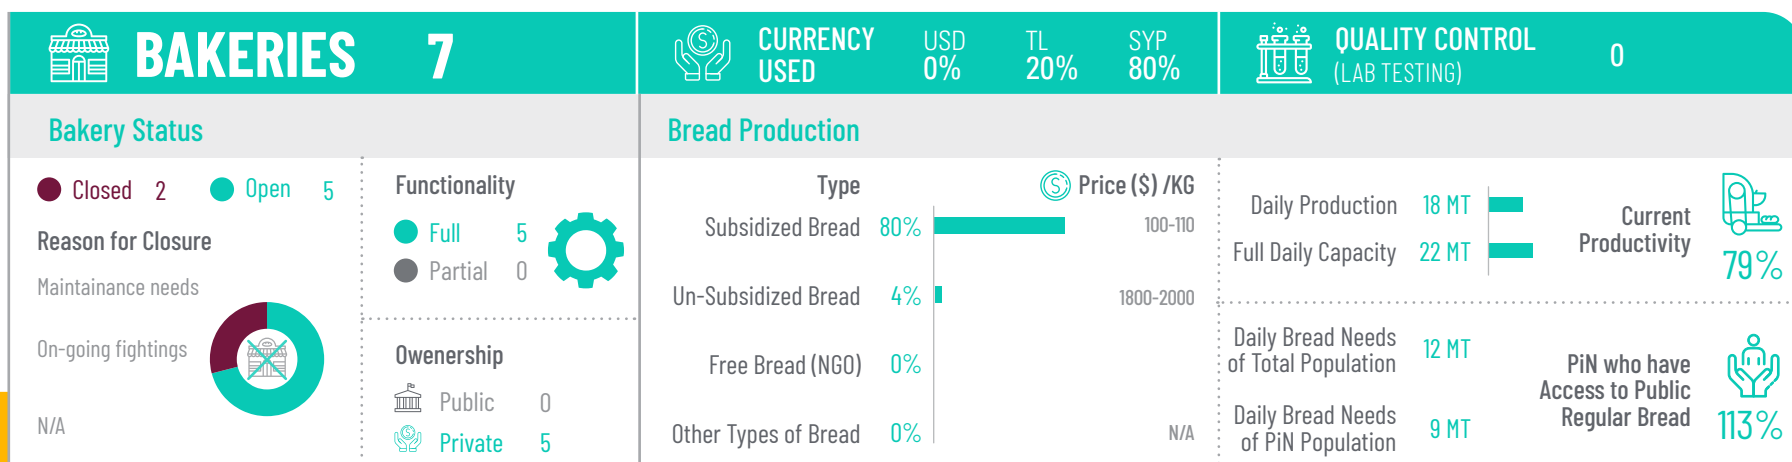 BAKERIES 7
CURRENCY USED
USD 0%
TL 20%
SYP 80%
QUALITY CONTROL
(LAB TESTING)
0
Bakery Status
Closed 2
Open 5
Reason for Closure
Maintainance needs
On-going fightings
N/A
Functionality
Full 5
Partial 0
Owenership
Public 0
Private 5
Bread Production
Type
Price ($) /KG
Subsidized Bread 80% 100-110
Un-Subsidized Bread 4% 1800-2000
Free Bread (NGO) 0%
Other Types of Bread 0% N/A
Daily Production 18 MT
Full Daily Capacity 22 MT
Current
Productivity
79%
Daily Bread Needs
of Total Population
12 MT
Daily Bread Needs
of PiN Population
9 MT
PiN who have
Access to Public
Regular Bread
113%